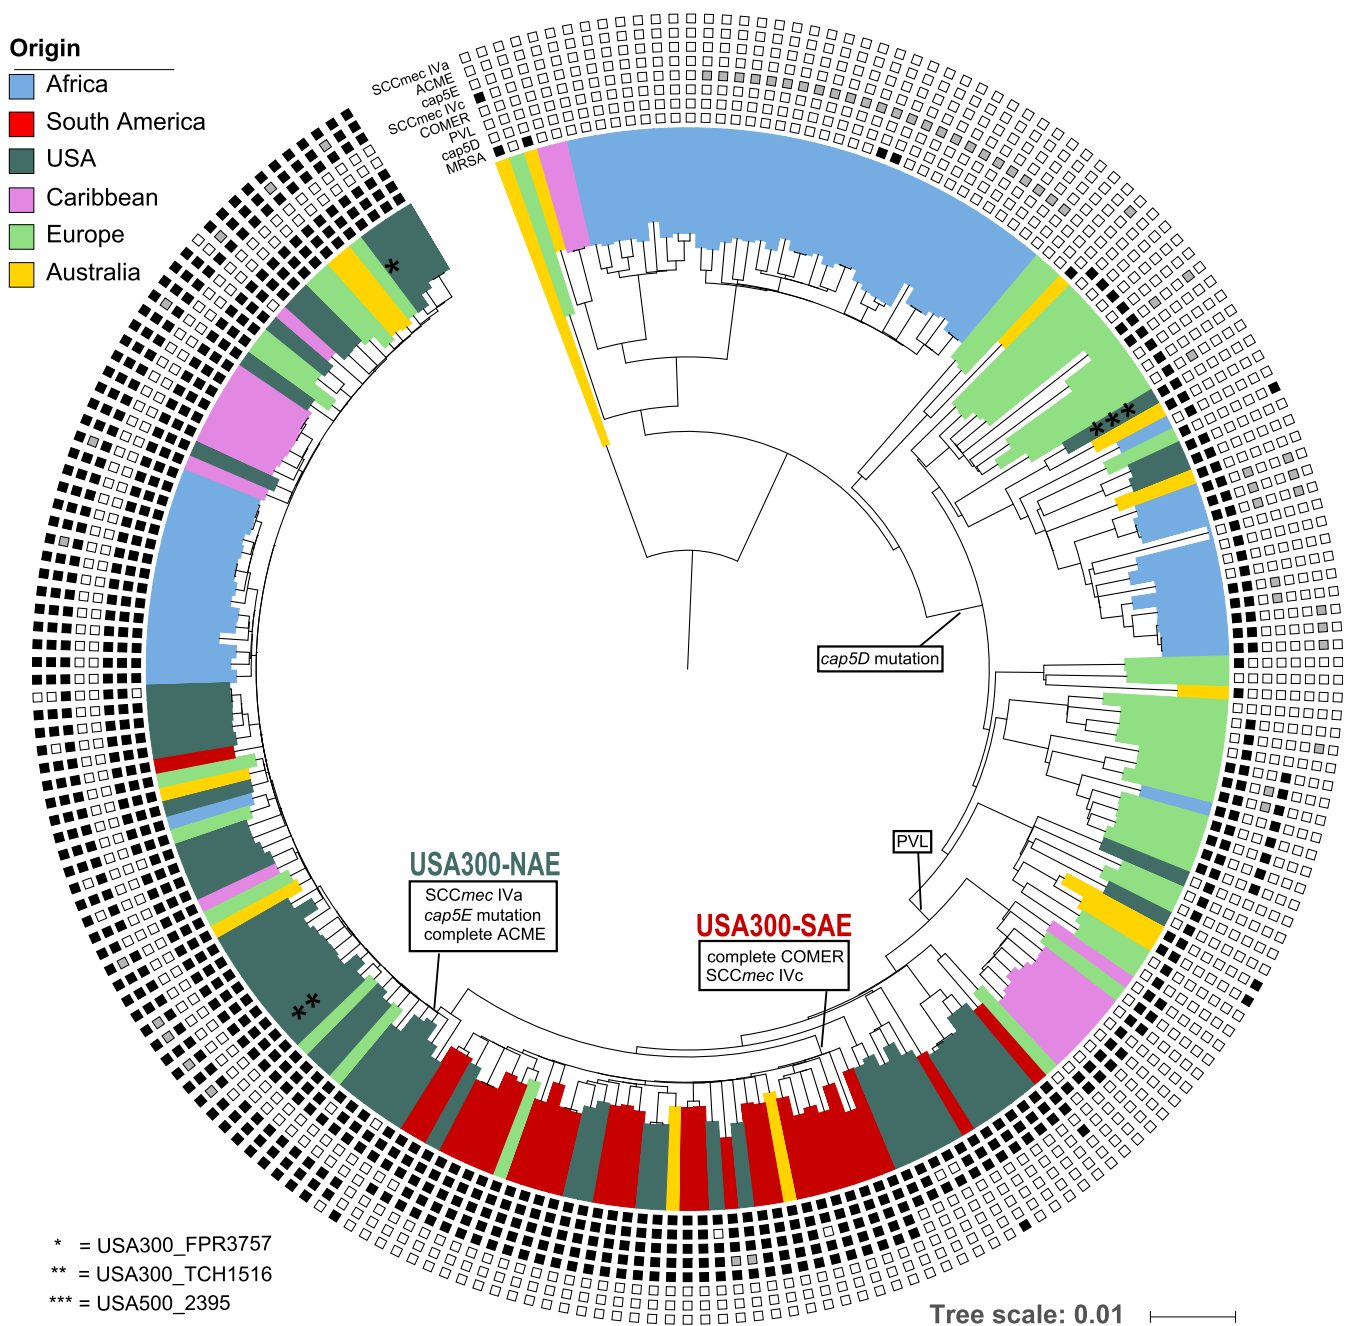 Origin
Africa
South America
USA
Caribbean
Europe
Australia
SCCmec IVa
ACME
cap5E
SCCmec IVc
COMER
PVL
cap5D
MRSA
*
***
cap5D mutation
PVL
USA300-NAE
SCCmec IVa
cap5E mutation
complete ACME
USA300-SAE
complete COMER
SCCmec IVc
**
* = USA300_FPR3757
** = USA300_TCH1516
*** = USA500_2395
Tree scale: 0.01